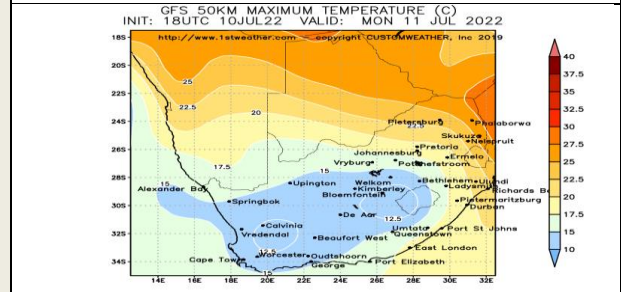 GFS 50KM MAXIMUM TEMPERATURE (C)
INIT: 18UTC 10JUL22 VALID: MON 11 JUL 2022
http://www.1stweather.com copyright CUSTOMWEATHER, Inc 2019
18S
20S
22S
24S
26S
28S
30S
32S
34S
25
22.5
20
17.5
15
22.5
15
12.5
12.5
15
Pietersburg
Phalaborwa
Skukuza
Nelspruit
Pretoria
Johannesburg
Ermelo
Vryburg
Potchefstroom
Alexander Bay
Upington
Welkom
Kimberley
Bethlehem
Ulundi
Ladysmith
Richards B
Springbok
Bloemfontein
Pietermaritzburg
Durban
De Aar
Calvinia
Vredendal
Beaufort West
Umtata
Queenstown
Port St Johns
East London
Cape Town
Worcester
Oudtshoorn
George
Port Elizabeth
14E 16E 18E 20E 22E 24E 26E 28E 30E 32E
40
37.5
35
32.5
30
27.5
25
22.5
20
17.5
15
10